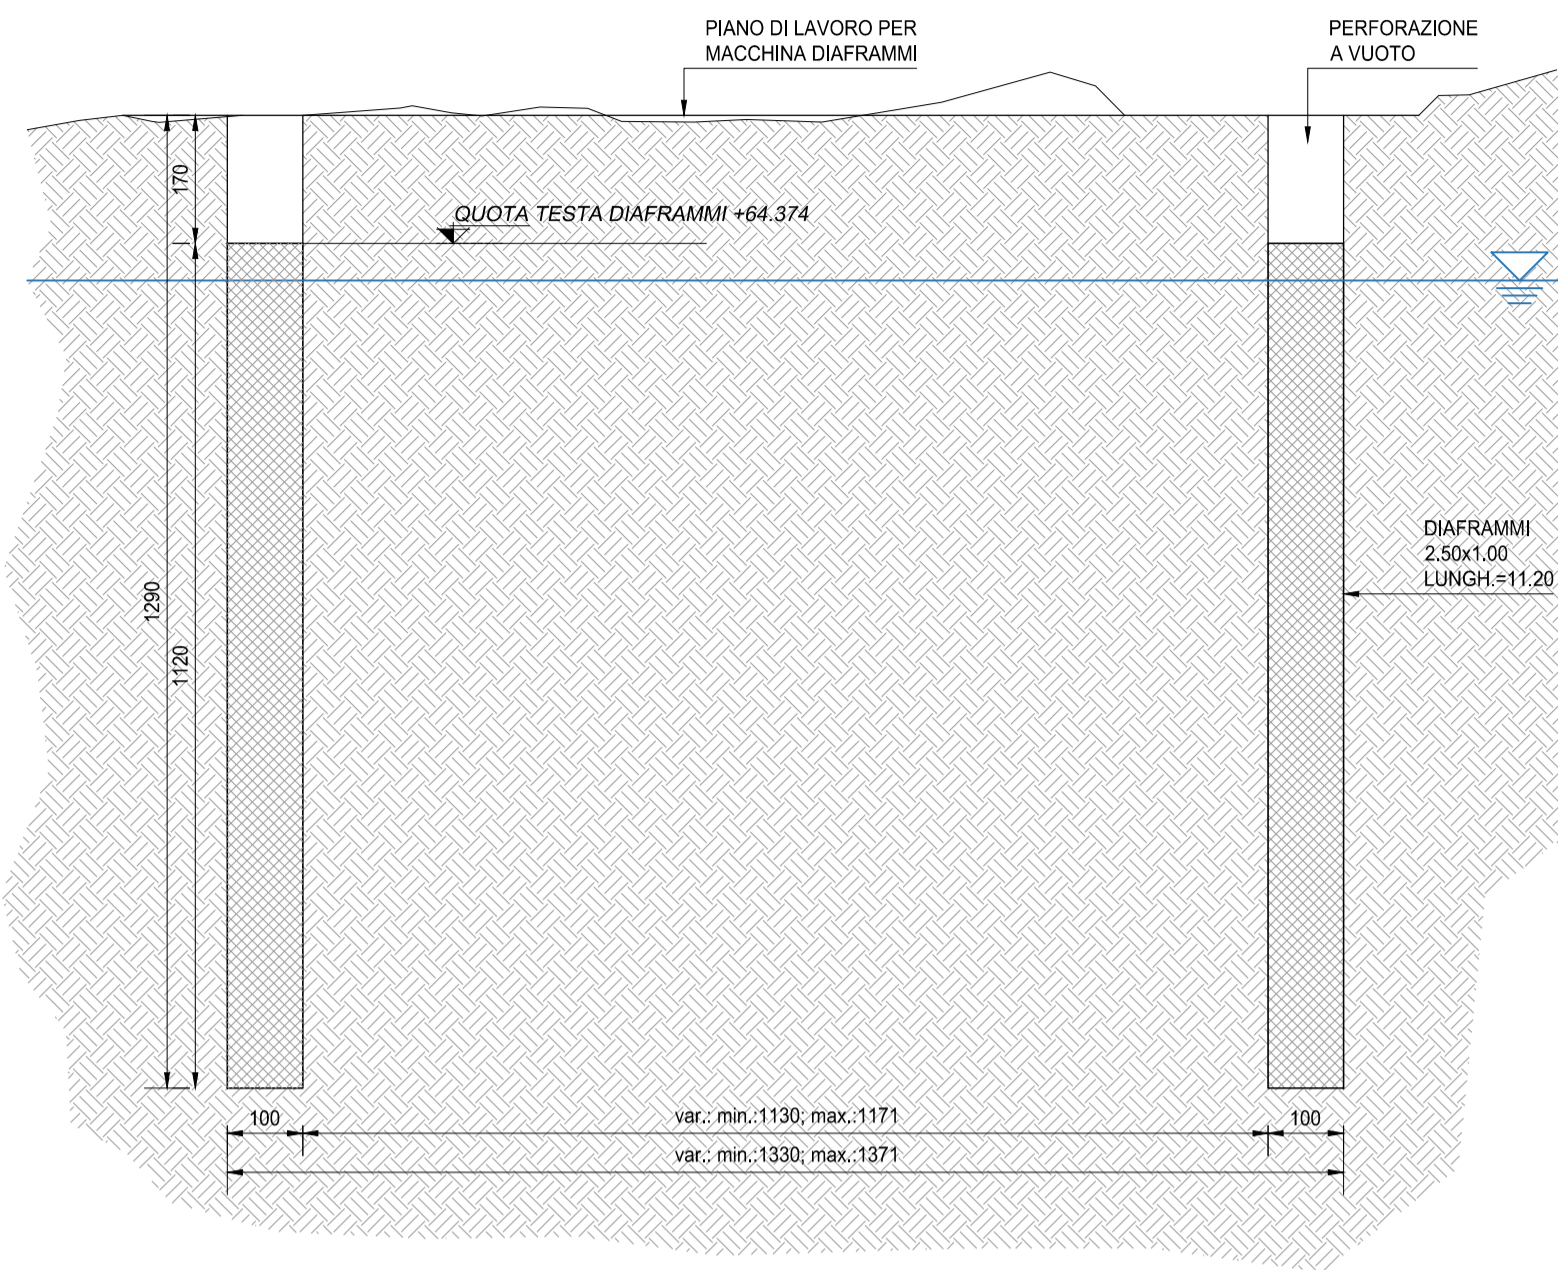 PIANO DI LAVORO PER
MACCHINA DIAFRAMMI
PERFORAZIONE
A VUOTO
170
QUOTA TESTA DIAFRAMMI +64.374
DIAFRAMMI
2.50x1.00
LUNGH.=11.20
1290
1120
100
var.: min.:1130; max.:1171
100
var.: min.:1330; max.:1371